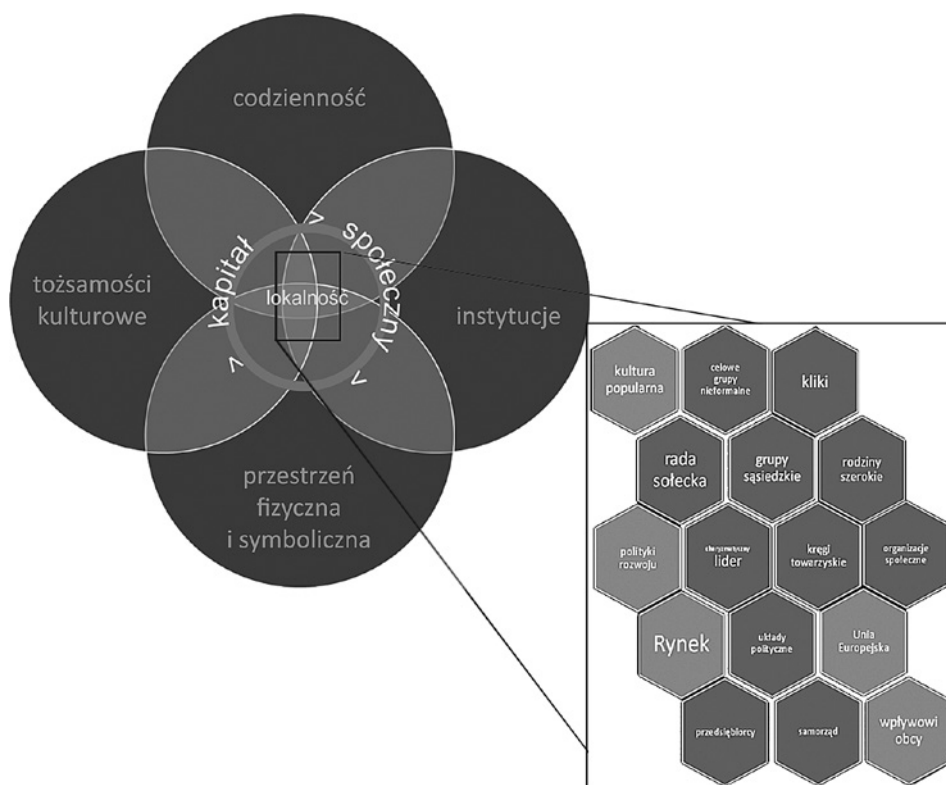 codzienność
tożsamości
kulturowe
kapitał
>
społeczny
>
>
lokalność
instytucje
przestrzeń
fizyczna
i symboliczna
kultura
popularna
celowe
grupy
nieformalne
kliki
rada
sołecka
grupy
sąsiedzkie
rodziny
szerokie
polityki
rozwoju
charyzmatyczny
lider
kręgi
towarzyskie
organizacje
społeczne
Rynek
układy
polityczne
Unia
Europejska
przedsiębiorcy
samorząd
wpływowi
obcy